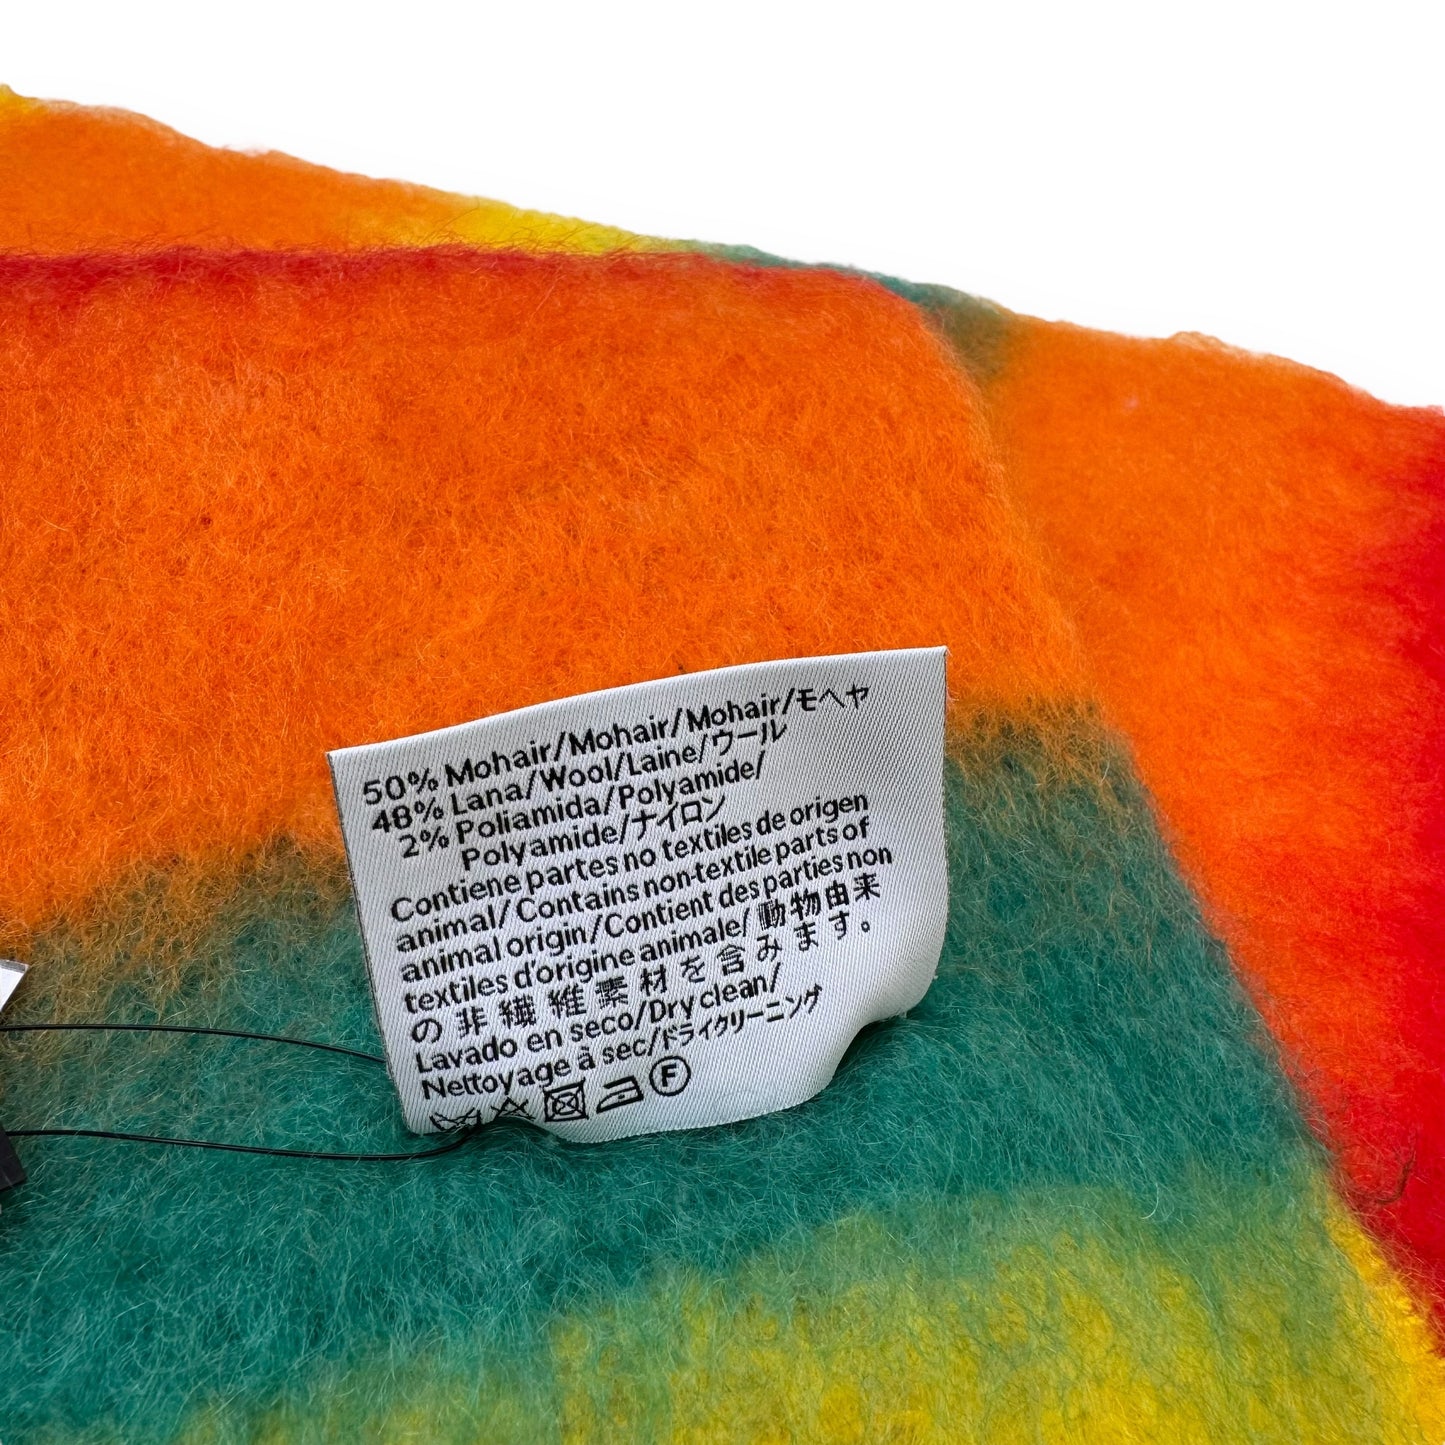 50% Mohair/Mohair/Mohair/モヘヤ
48% Lana/Wool/Laine/ウール
2% Poliamida/Polyamide/
Polyamide/ナイロン
Contiene partes no textiles de origen
animal/Contains non-textile parts of
animal origin/Contient des parties non
textiles d'origine animale/動物由来
の非繊維素材を含みます。
Lavado en seco/Dry clean/
Nettoyage à sec/ドライクリーニング
F